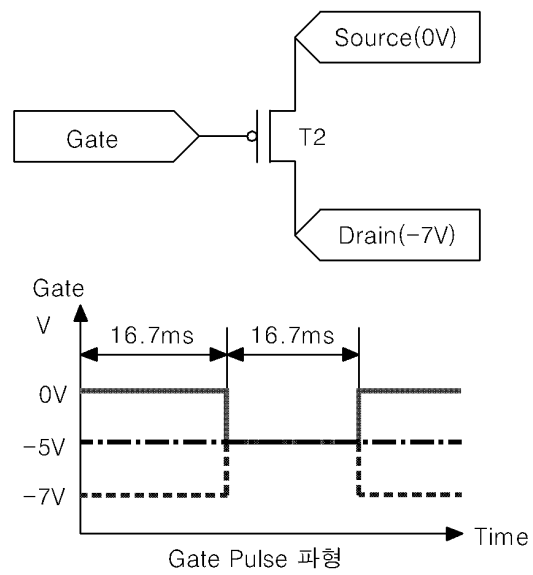 Source(0V)
Gate
T2
Drain(-7V)
Gate
V
16.7ms
16.7ms
0V
-5V
-7V
Time
Gate Pulse 파형